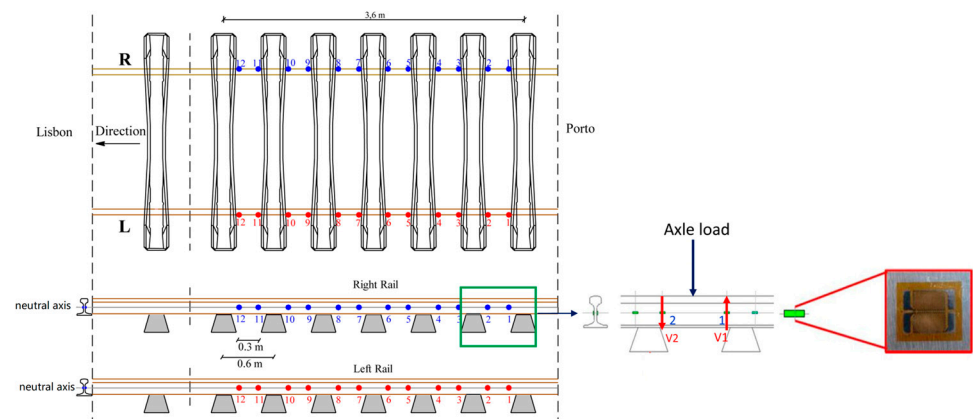 3,6 m
R
12 11 10 9 8 7 6 5 4 3 2 1
Lisbon
Direction
Porto
L
12 11 10 9 8 7 6 5 4 3 2 1
Axle load
Right Rail
neutral axis
12 11 10 9 8 7 6 5 4 3 2 1
2 1
V2 V1
0.3 m
0.6 m
Left Rail
neutral axis
12 11 10 9 8 7 6 5 4 3 2 1